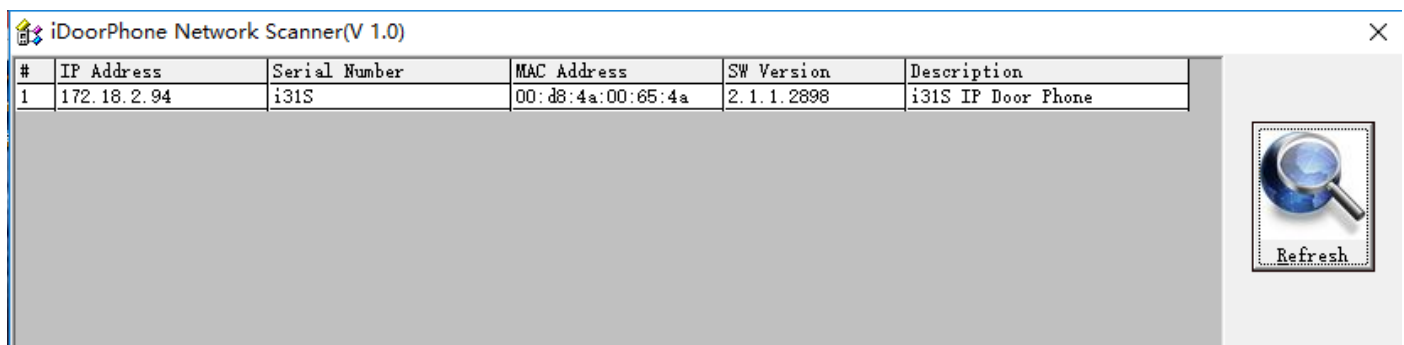 iDoorPhone Network Scanner(V 1.0)
# IP Address Serial Number MAC Address SW Version Description
1 172.18.2.94 i31S 00:d8:4a:00:65:4a 2.1.1.2898 i31S IP Door Phone
Refresh